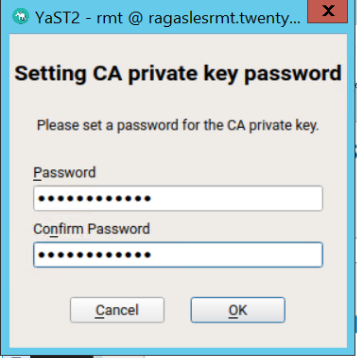 YaST2 - rmt @ ragaslesrmt.twenty...
Setting CA private key password
Please set a password for the CA private key.
Password
••••••••••••
Confirm Password
••••••••••••
Cancel OK